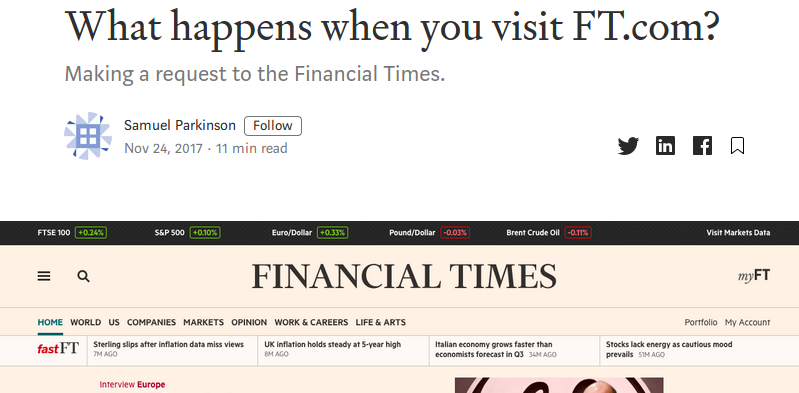 What happens when you visit FT.com?
Making a request to the Financial Times.
Samuel Parkinson Follow
Nov 24, 2017 · 11 min read
FTSE 100 +0.24% S&P 500 +0.10% Euro/Dollar +0.33% Pound/Dollar -0.03% Brent Crude Oil -0.11% Visit Markets Data
FINANCIAL TIMES
myFT
HOME WORLD US COMPANIES MARKETS OPINION WORK & CAREERS LIFE & ARTS Portfolio My Account
fastFT
Sterling slips after inflation data miss views
7M AGO
UK inflation holds steady at 5-year high
8M AGO
Italian economy grows faster than
economists forecast in Q3 34M AGO
Stocks lack energy as cautious mood
prevails 51M AGO
Interview Europe